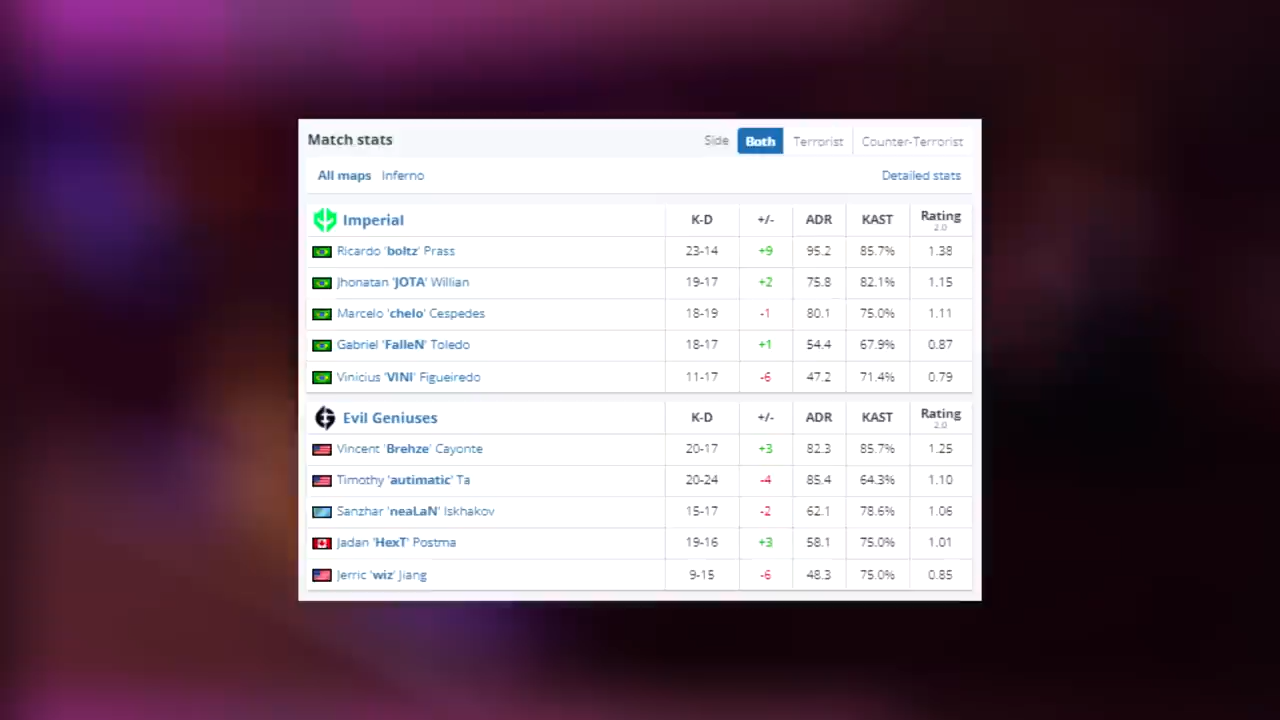 Match stats Side Both Terrorist Counter-Terrorist
All maps Inferno Detailed stats
Imperial K-D +/- ADR KAST Rating 2.0
Ricardo 'boltz' Prass 23-14 +9 95.2 85.7% 1.38
Jhonatan 'JOTA' Willian 19-17 +2 75.8 82.1% 1.15
Marcelo 'chelo' Cespedes 18-19 -1 80.1 75.0% 1.11
Gabriel 'FalleN' Toledo 18-17 +1 54.4 67.9% 0.87
Vinicius 'VINI' Figueiredo 11-17 -6 47.2 71.4% 0.79
Evil Geniuses K-D +/- ADR KAST Rating 2.0
Vincent 'Brehze' Cayonte 20-17 +3 82.3 85.7% 1.25
Timothy 'autimatic' Ta 20-24 -4 85.4 64.3% 1.10
Sanzhar 'neaLaN' Iskhakov 15-17 -2 62.1 78.6% 1.06
Jadan 'HexT' Postma 19-16 +3 58.1 75.0% 1.01
Jerric 'wiz' Jiang 9-15 -6 48.3 75.0% 0.85